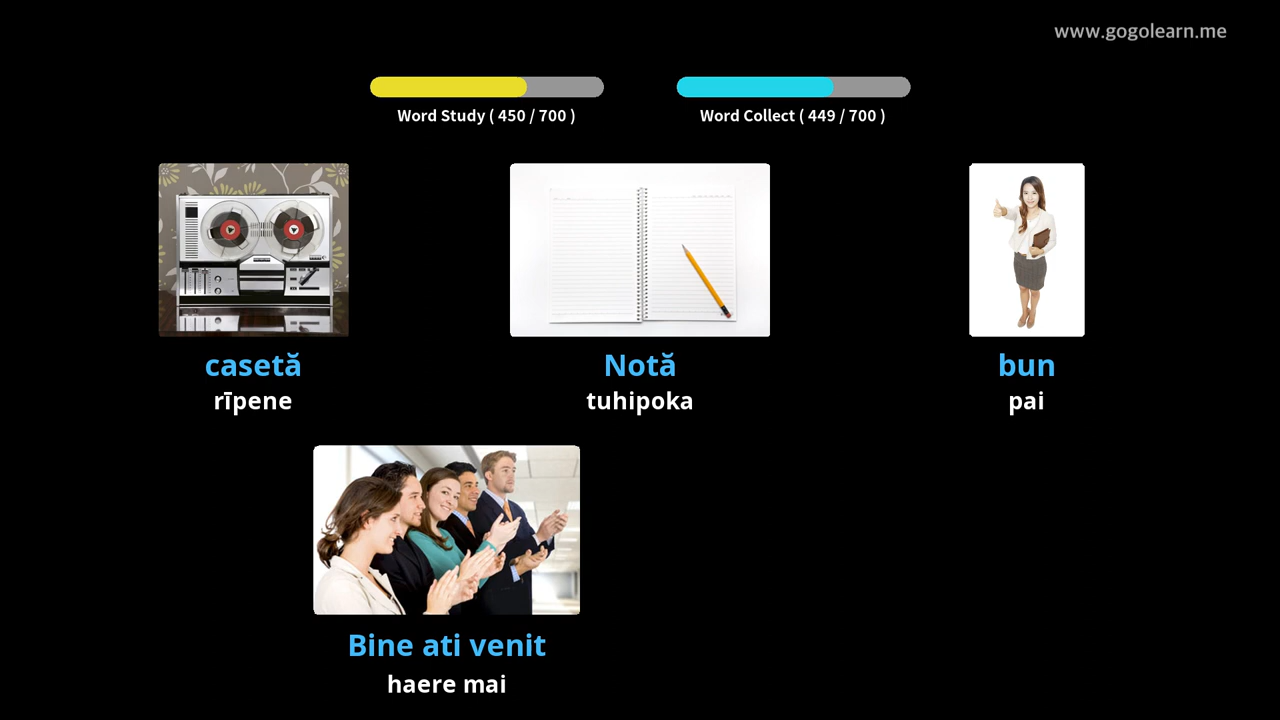 www.gogolearn.me
Word Study ( 450 / 700 )
Word Collect ( 449 / 700 )
casetă
rīpene
Notă
tuhipoka
bun
pai
Bine ati venit
haere mai